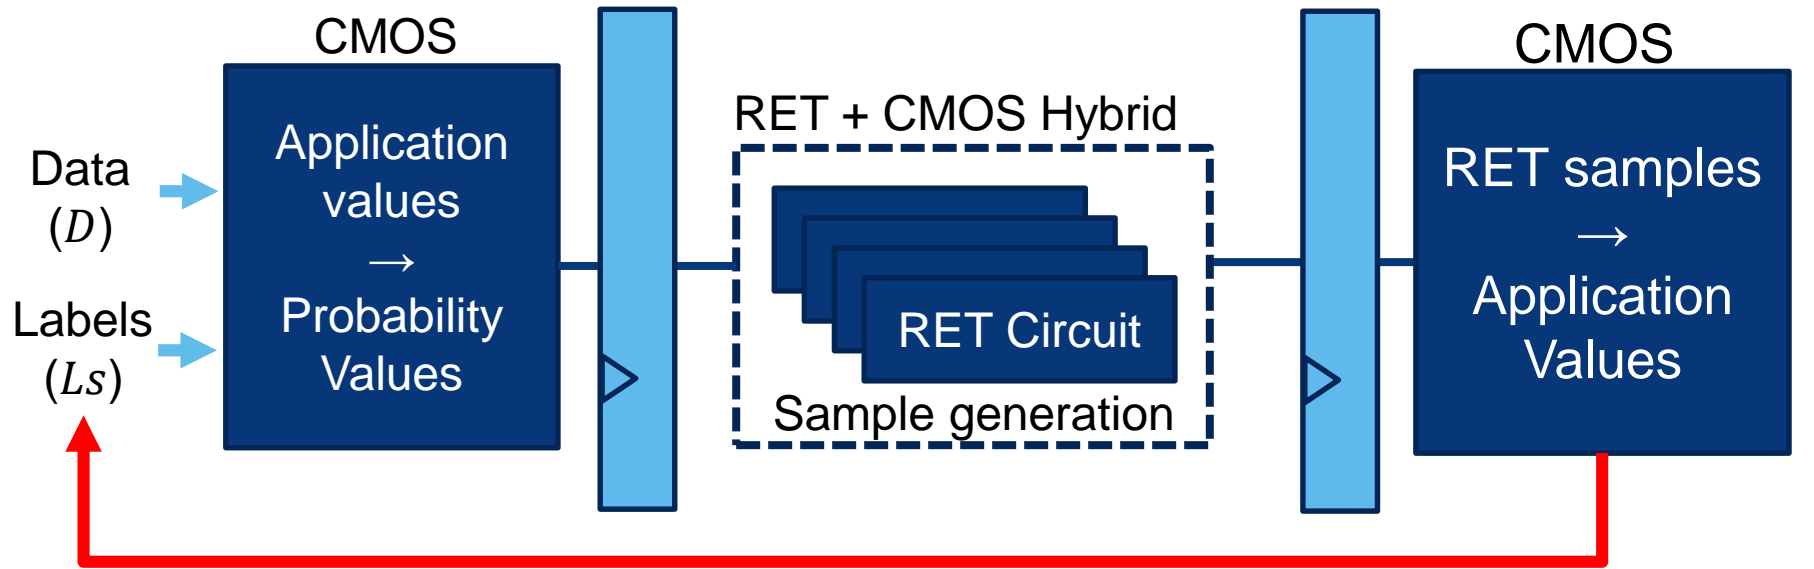 Data
(D)
Labels
(Ls)
CMOS
Application
values
→
Probability
Values
RET + CMOS Hybrid
RET Circuit
Sample generation
CMOS
RET samples
→
Application
Values